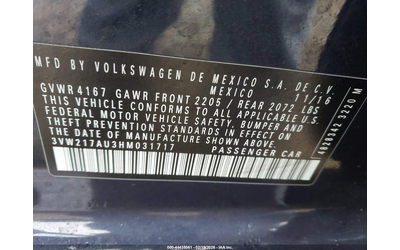 MFD BY VOLKSWAGEN DE MEXICO S.A. DE C.V.
MEXICO 11/16
GVWR 4167 GAWR FRONT 2205 / REAR 2072 LBS
THIS VEHICLE CONFORMS TO ALL APPLICABLE U.S.
FEDERAL MOTOR VEHICLE SAFETY, BUMPER AND
THEFT PREVENTION STANDARDS IN EFFECT ON THE
DATE OF MANUFACTURE SHOWN ABOVE
3VW217AU3HM031717 PASSENGER CAR